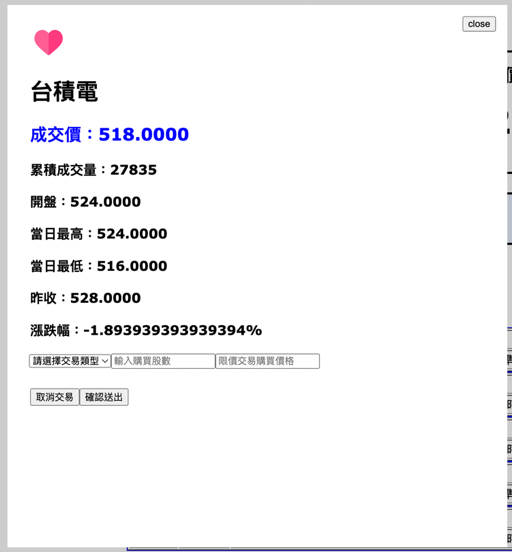 close
台積電
成交價：518.0000
累積成交量：27835
開盤：524.0000
當日最高：524.0000
當日最低：516.0000
昨收：528.0000
漲跌幅：-1.893939393939394%
請選擇交易類型 輸入購買股數 限價交易購買價格
取消交易 確認送出